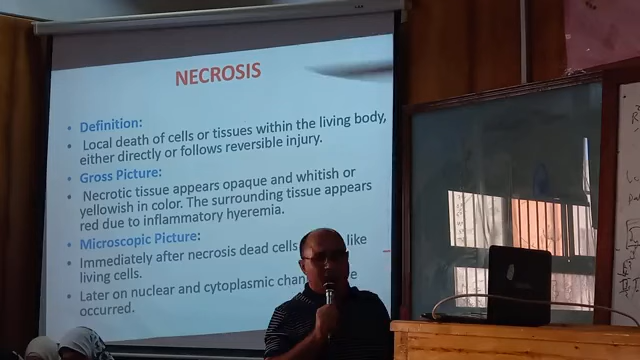 NECROSIS
• Definition:
• Local death of cells or tissues within the living body,
either directly or follows reversible injury.
• Gross Picture:
• Necrotic tissue appears opaque and whitish or
yellowish in color. The surrounding tissue appears
red due to inflammatory hyeremia.
• Microscopic Picture:
• Immediately after necrosis dead cells like
living cells.
• Later on nuclear and cytoplasmic
occurred.